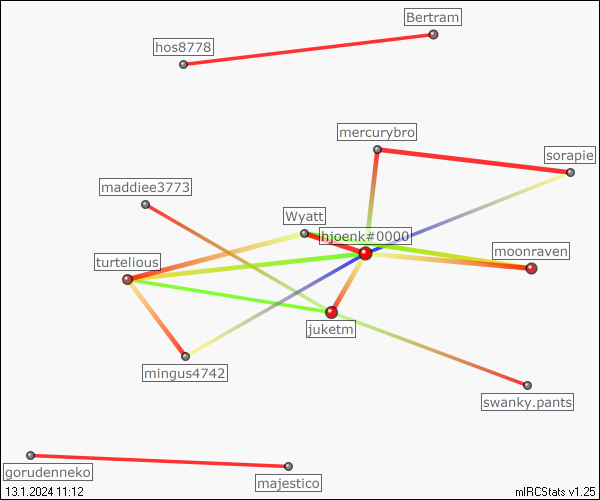 Bertram
hos8778
mercurybro
sorapie
maddiee3773
Wyatt
hjoenk#0000
moonraven
turtelious
juketm
mingus4742
swanky.pants
gorudenneko
majestico
13.1.2024 11:12
mIRCStats v1.25